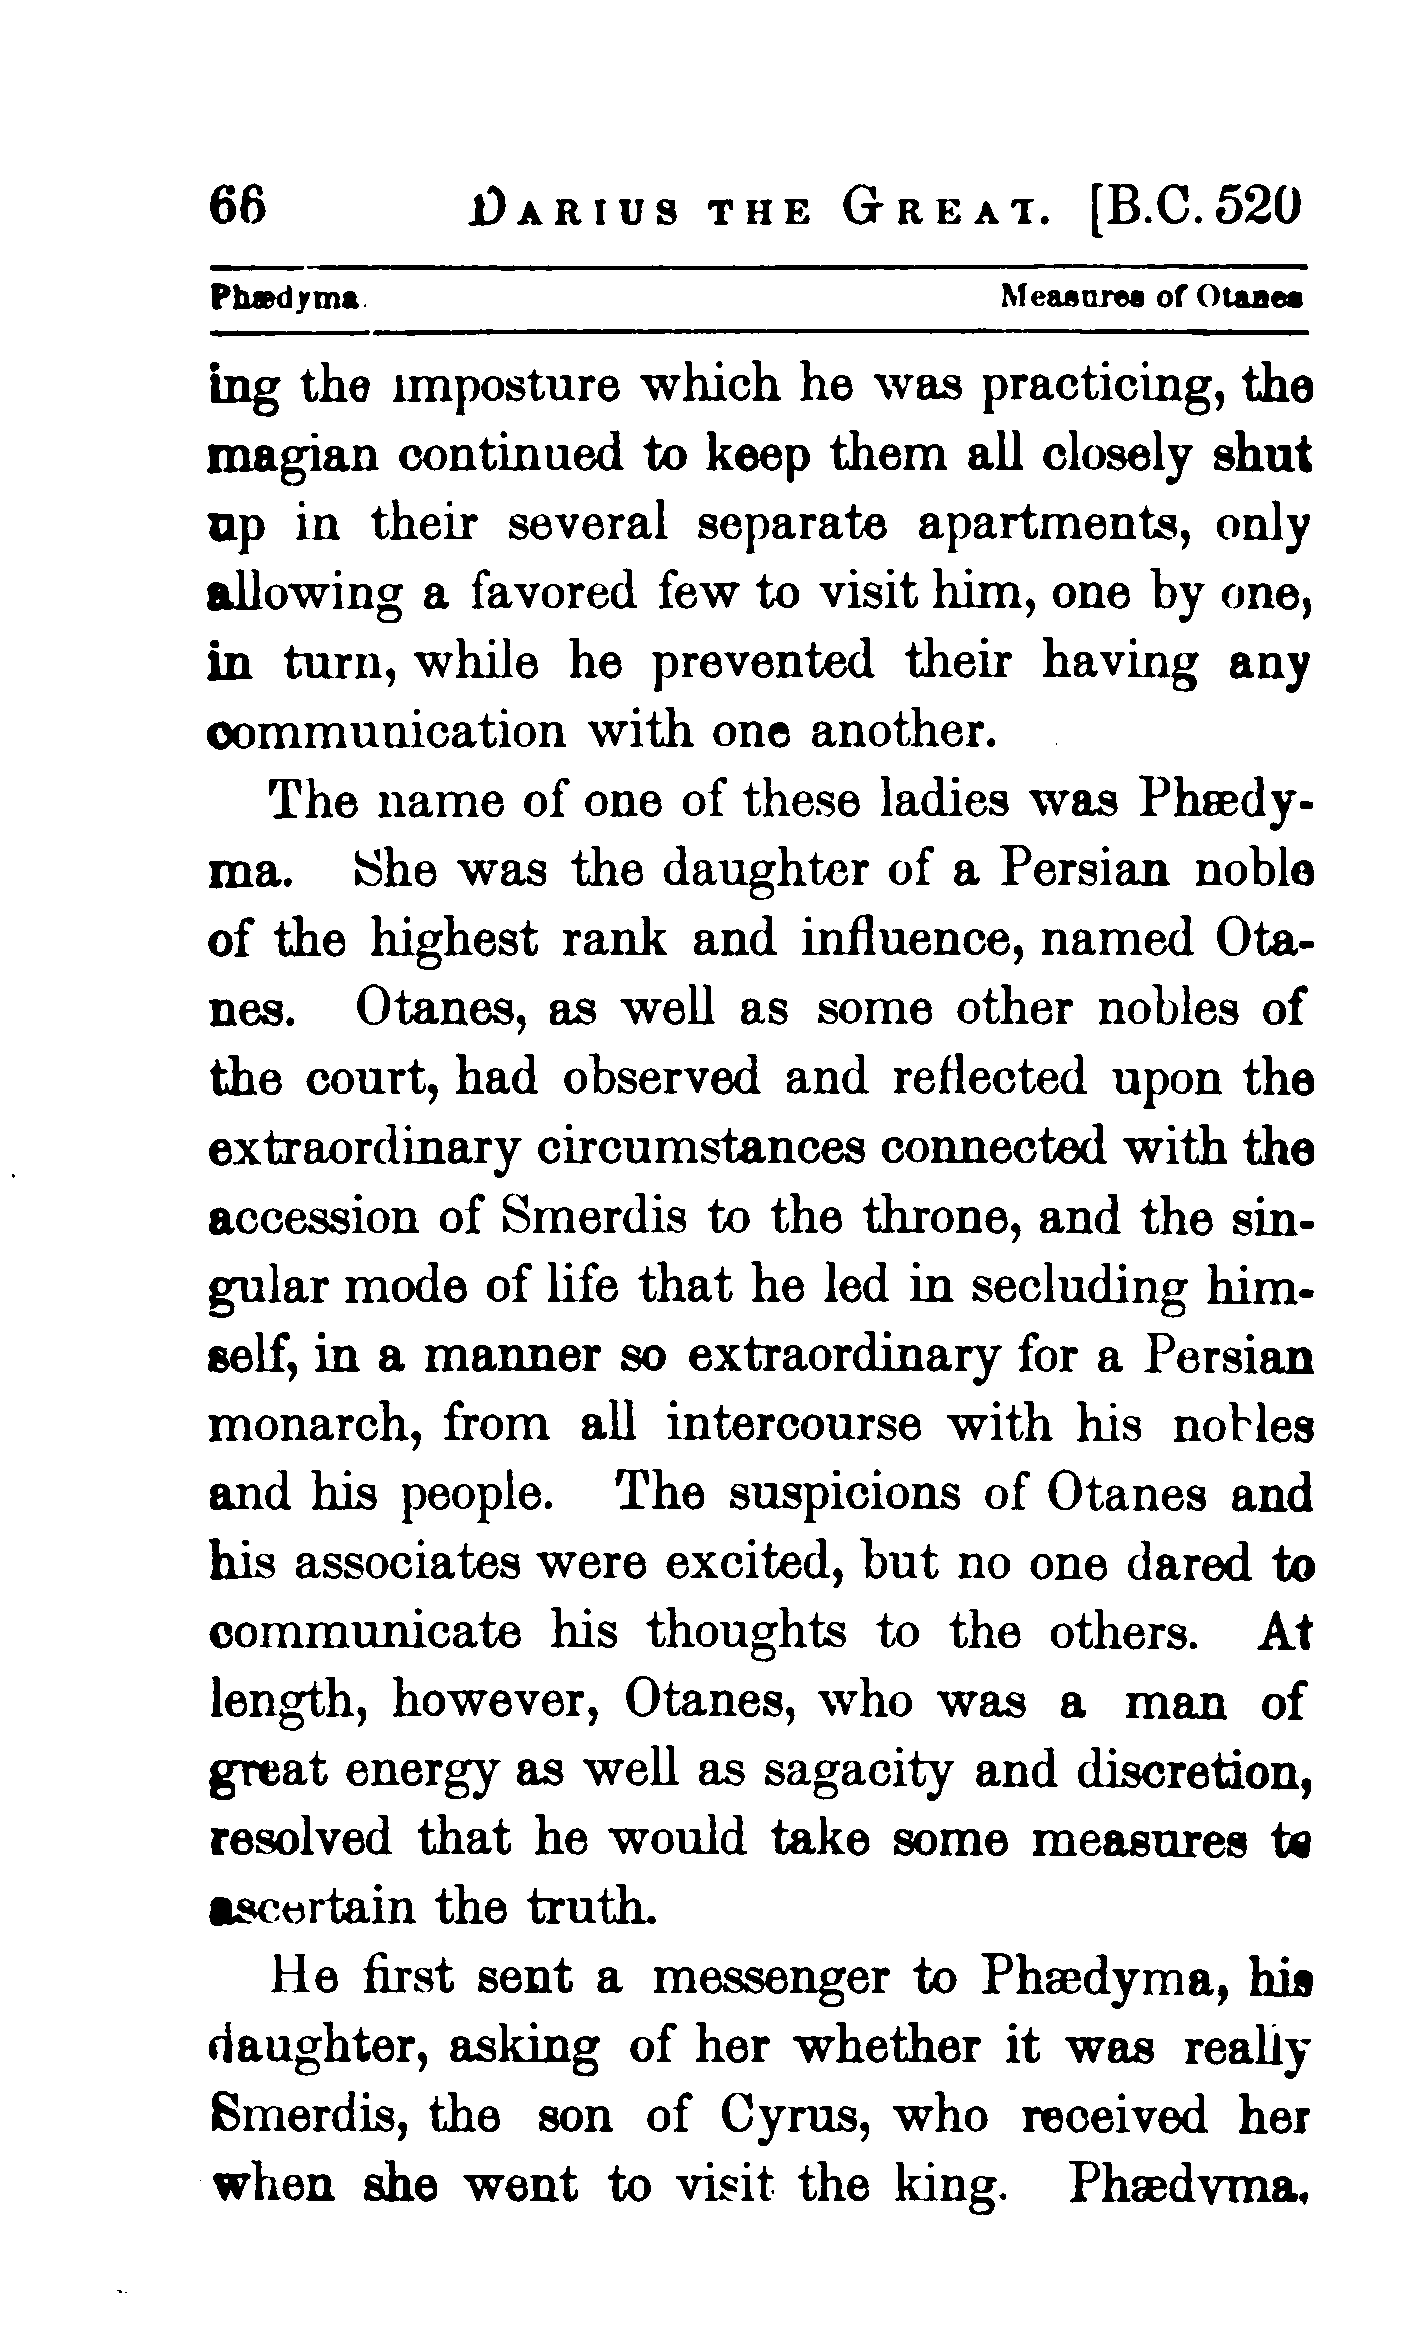 66 DARIUS THE GREAT. [B.C. 520
Phædyma. Measures of Otanes
ing the imposture which he was practicing, the
magian continued to keep them all closely shut
up in their several separate apartments, only
allowing a favored few to visit him, one by one,
in turn, while he prevented their having any
communication with one another.
The name of one of these ladies was Phædy-
ma. She was the daughter of a Persian noble
of the highest rank and influence, named Ota-
nes. Otanes, as well as some other nobles of
the court, had observed and reflected upon the
extraordinary circumstances connected with the
accession of Smerdis to the throne, and the sin-
gular mode of life that he led in secluding him-
self, in a manner so extraordinary for a Persian
monarch, from all intercourse with his nobles
and his people. The suspicions of Otanes and
his associates were excited, but no one dared to
communicate his thoughts to the others. At
length, however, Otanes, who was a man of
great energy as well as sagacity and discretion,
resolved that he would take some measures to
ascertain the truth.
He first sent a messenger to Phædyma, his
daughter, asking of her whether it was really
Smerdis, the son of Cyrus, who received her
when she went to visit the king. Phædyma,